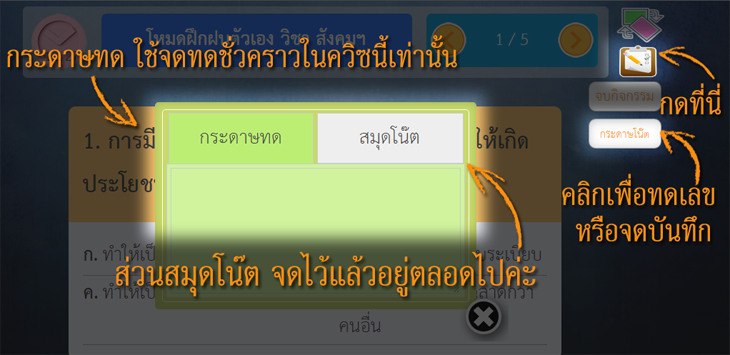 โหมดฝึกฝนตัวเอง วิชา สังคมฯ
1 / 5
กระดาษทด ใช้จดทดชั่วคราวในควิซนี้เท่านั้น
จบกิจกรรม
กดที่นี่
กระดาษโน้ต
1. การมี
กระดาษทด
สมุดโน๊ต
ให้เกิด
ประโยช
คลิกเพื่อทดเลข
หรือจดบันทึก
ก. ทำให้เป็
ระเบียบ
ส่วนสมุดโน๊ต จดไว้แล้วอยู่ตลอดไปค่ะ
ค. ทำให้เป็
ลาดกว่า
คนอื่น